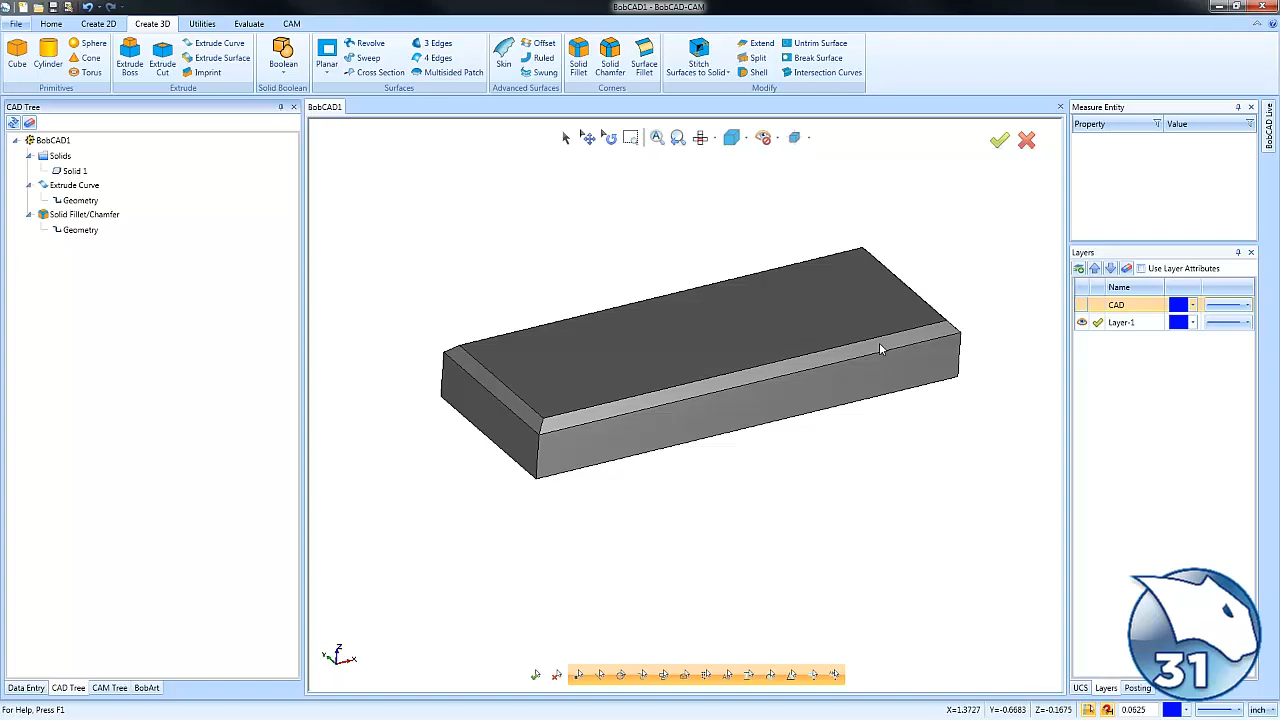 BobCAD1 - BobCAD-CAM
File Home Create 2D Create 3D Utilities Evaluate CAM
Cube
Cylinder
Sphere
Cone
Torus
Primitives
Extrude Boss
Extrude Cut
Extrude Curve
Extrude Surface
Imprint
Extrude
Boolean
Solid Boolean
Planar
Revolve
Sweep
Cross Section
3 Edges
4 Edges
Multisided Patch
Surfaces
Skin
Offset
Ruled
Swung
Advanced Surfaces
Solid Fillet
Solid Chamfer
Surface Fillet
Corners
Stitch Surfaces to Solid
Extend
Split
Shell
Untrim Surface
Break Surface
Intersection Curves
Modify
CAD Tree
BobCAD1
Solids
Solid 1
Extrude Curve
Geometry
Solid Fillet/Chamfer
Geometry
BobCAD1
Z
Y
X
Measure Entity
Property Value
BobCAD Live
Layers
Use Layer Attributes
Name
CAD
Layer-1
31
Data Entry CAD Tree CAM Tree BobArt
UCS Layers Posting
For Help, Press F1
X=1.3727 Y=-0.6683 Z=-0.1675 0.0625 inch